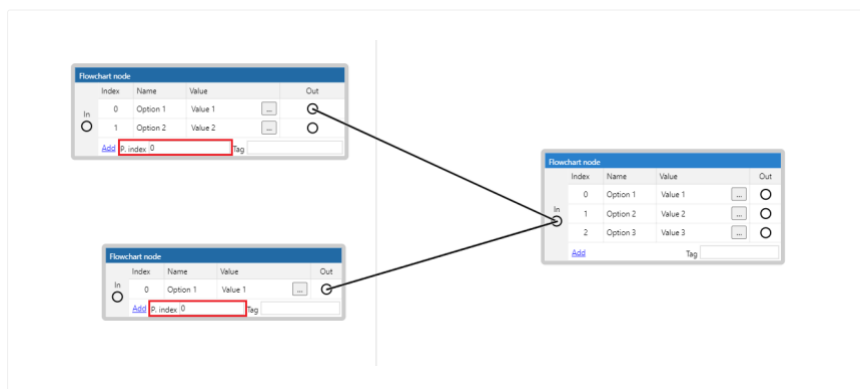 Flowchart node
Index Name Value Out
In
0 Option 1 Value 1 ...
1 Option 2 Value 2 ...
Add P. index 0 Tag
Flowchart node
Index Name Value Out
In
0 Option 1 Value 1 ...
1 Option 2 Value 2 ...
2 Option 3 Value 3 ...
Add Tag
Flowchart node
Index Name Value Out
In
0 Option 1 Value 1 ...
Add P. index 0 Tag